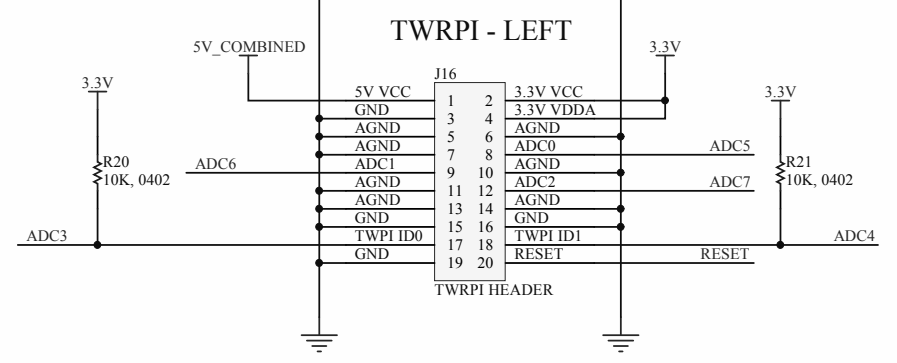 TWRPI - LEFT
5V_COMBINED
3.3V
J16
3.3V
3.3V
5V VCC 1 2 3.3V VCC
GND 3 4 3.3V VDDA
AGND 5 6 AGND
AGND 7 8 ADC0 ADC5
R20 R21
ADC6 ADC1 9 10 AGND
10K, 0402 10K, 0402
AGND 11 12 ADC2 ADC7
AGND 13 14 AGND
GND 15 16 GND
ADC3 TWPI ID0 17 18 TWPI ID1 ADC4
GND 19 20 RESET RESET
TWRPI HEADER